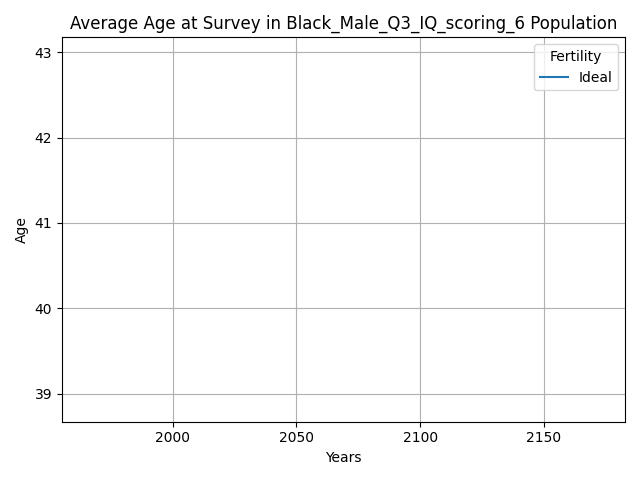 Average Age at Survey in Black_Male_Q3_IQ_scoring_6 Population
43
42
41
40
39
Age
Fertility
Ideal
2000 2050 2100 2150
Years